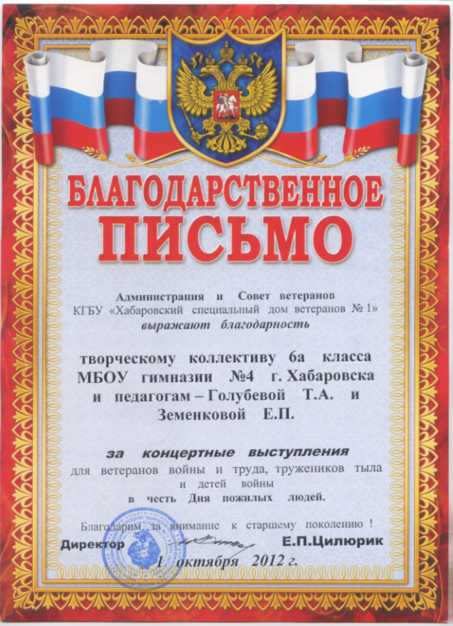 БЛАГОДАРСТВЕННОЕ
ПИСЬМО
Администрация и Совет ветеранов
КГБУ «Хабаровский специальный дом ветеранов № 1»
выражают благодарность
творческому коллективу 6а класса
МБОУ гимназии №4 г. Хабаровска
и педагогам – Голубевой Т.А. и
Земенковой Е.П.
за концертные выступления
для ветеранов войны и труда, тружеников тыла
и детей войны
в честь Дня пожилых людей.
Благодарим за внимание к старшему поколению !
Директор Е.П.Цилюрик
1 октября 2012 г.